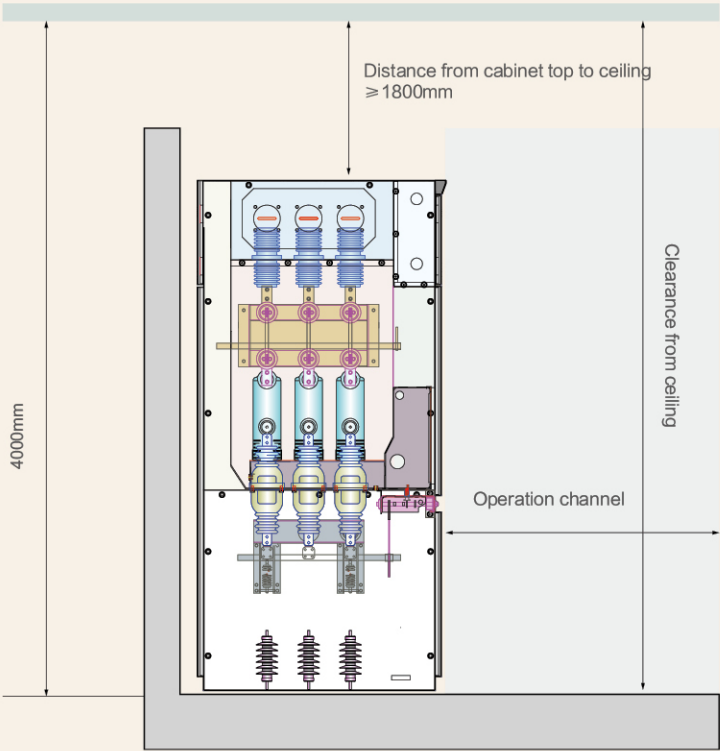 Distance from cabinet top to ceiling
≥1800mm
Clearance from ceiling
4000mm
Operation channel